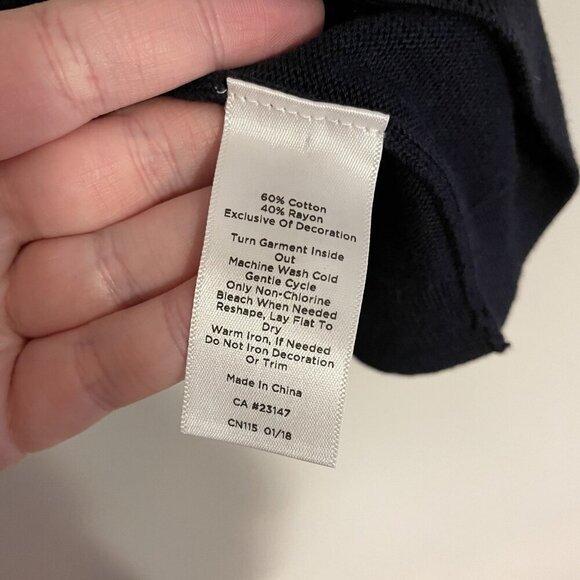 60% Cotton
40% Rayon
Exclusive Of Decoration
Turn Garment Inside
Out
Machine Wash Cold
Gentle Cycle
Only Non-Chlorine
Bleach When Needed
Reshape, Lay Flat To
Dry
Warm Iron, If Needed
Do Not Iron Decoration
Or Trim
Made In China
CA #23147
CN115 01/18